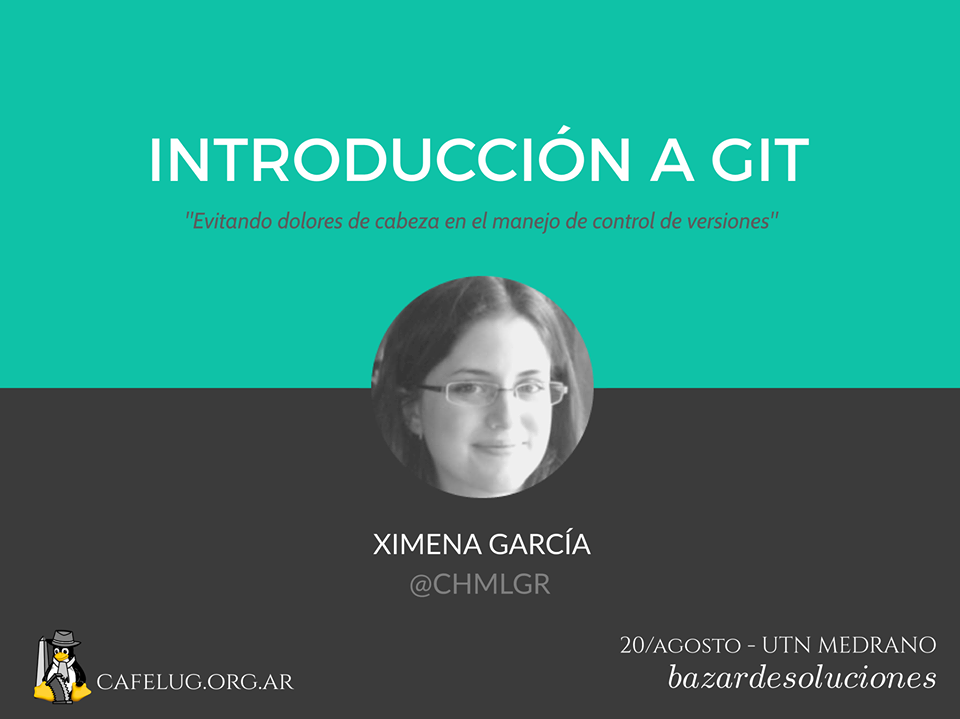 INTRODUCCIÓN A GIT
"Evitando dolores de cabeza en el manejo de control de versiones"
XIMENA GARCÍA
@CHMLGR
CAFELUG.ORG.AR
20/AGOSTO - UTN MEDRANO
bazardesoluciones